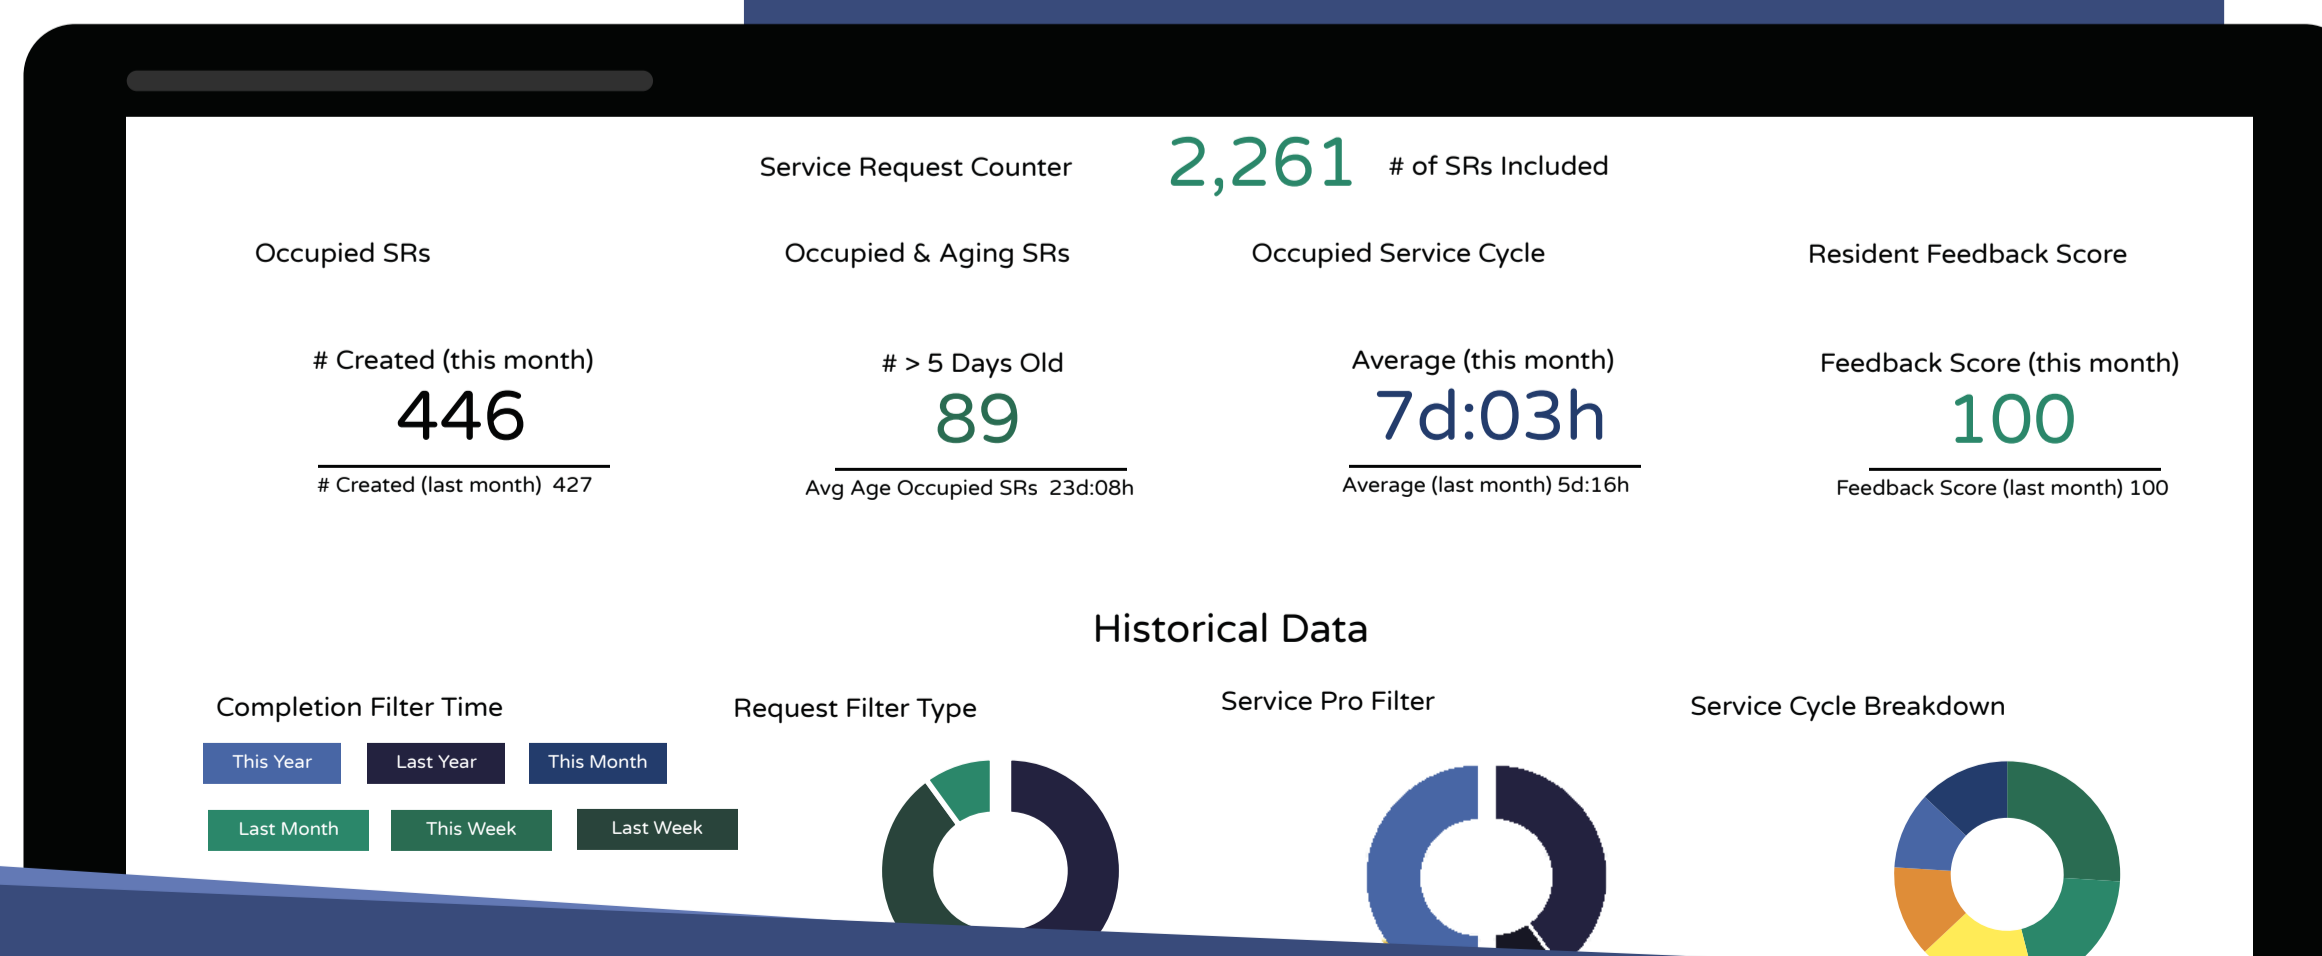 Service Request Counter 2,261 # of SRs Included
Occupied SRs
Occupied & Aging SRs
Occupied Service Cycle
Resident Feedback Score
# Created (this month)
446
# Created (last month) 427
# > 5 Days Old
89
Avg Age Occupied SRs 23d:08h
Average (this month)
7d:03h
Average (last month) 5d:16h
Feedback Score (this month)
100
Feedback Score (last month) 100
Historical Data
Completion Filter Time
This Year
Last Year
This Month
Last Month
This Week
Last Week
Request Filter Type
Service Pro Filter
Service Cycle Breakdown